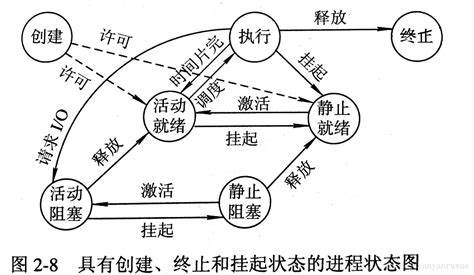 创建
许可
许可
执行
释放
终止
时间片完
调度
挂起
请求 I/O
活动
就绪
激活
挂起
静止
就绪
释放
释放
活动
阻塞
激活
挂起
静止
阻塞
图 2-8 具有创建、终止和挂起状态的进程状态图